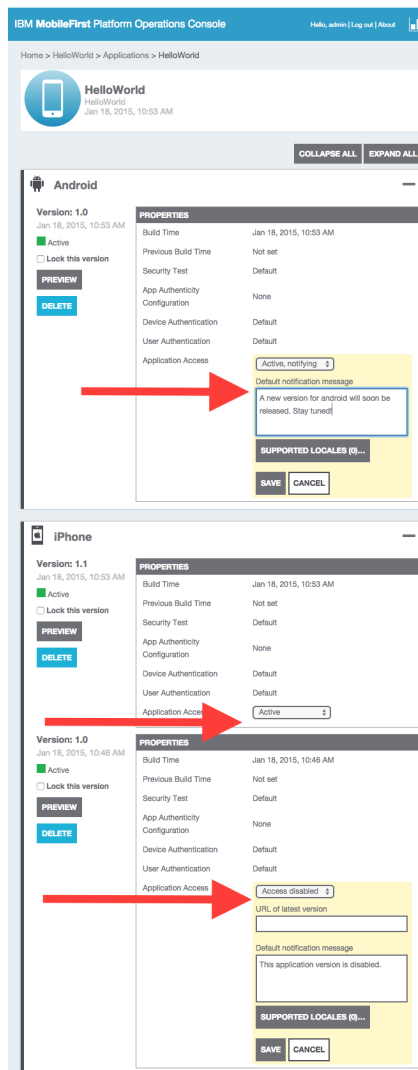 IBM MobileFirst Platform Operations Console
Hello, admin | Log out | About
Home > HelloWorld > Applications > HelloWorld
HelloWorld
HelloWorld
Jan 18, 2015, 10:53 AM
COLLAPSE ALL EXPAND ALL
Android
Version: 1.0
Jan 18, 2015, 10:53 AM
Active
Lock this version
PREVIEW
DELETE
PROPERTIES
Build Time Jan 18, 2015, 10:53 AM
Previous Build Time Not set
Security Test Default
App Authenticity
Configuration None
Device Authentication Default
User Authentication Default
Application Access Active, notifying
Default notification message
A new version for android will soon be
released. Stay tuned!
SUPPORTED LOCALES (0)...
SAVE CANCEL
iPhone
Version: 1.1
Jan 18, 2015, 10:53 AM
Active
Lock this version
PREVIEW
DELETE
PROPERTIES
Build Time Jan 18, 2015, 10:53 AM
Previous Build Time Not set
Security Test Default
App Authenticity
Configuration None
Device Authentication Default
User Authentication Default
Application Access Active
Version: 1.0
Jan 18, 2015, 10:46 AM
Active
Lock this version
PREVIEW
DELETE
PROPERTIES
Build Time Jan 18, 2015, 10:46 AM
Previous Build Time Not set
Security Test Default
App Authenticity
Configuration None
Device Authentication Default
User Authentication Default
Application Access Access disabled
URL of latest version
Default notification message
This application version is disabled.
SUPPORTED LOCALES (0)...
SAVE CANCEL